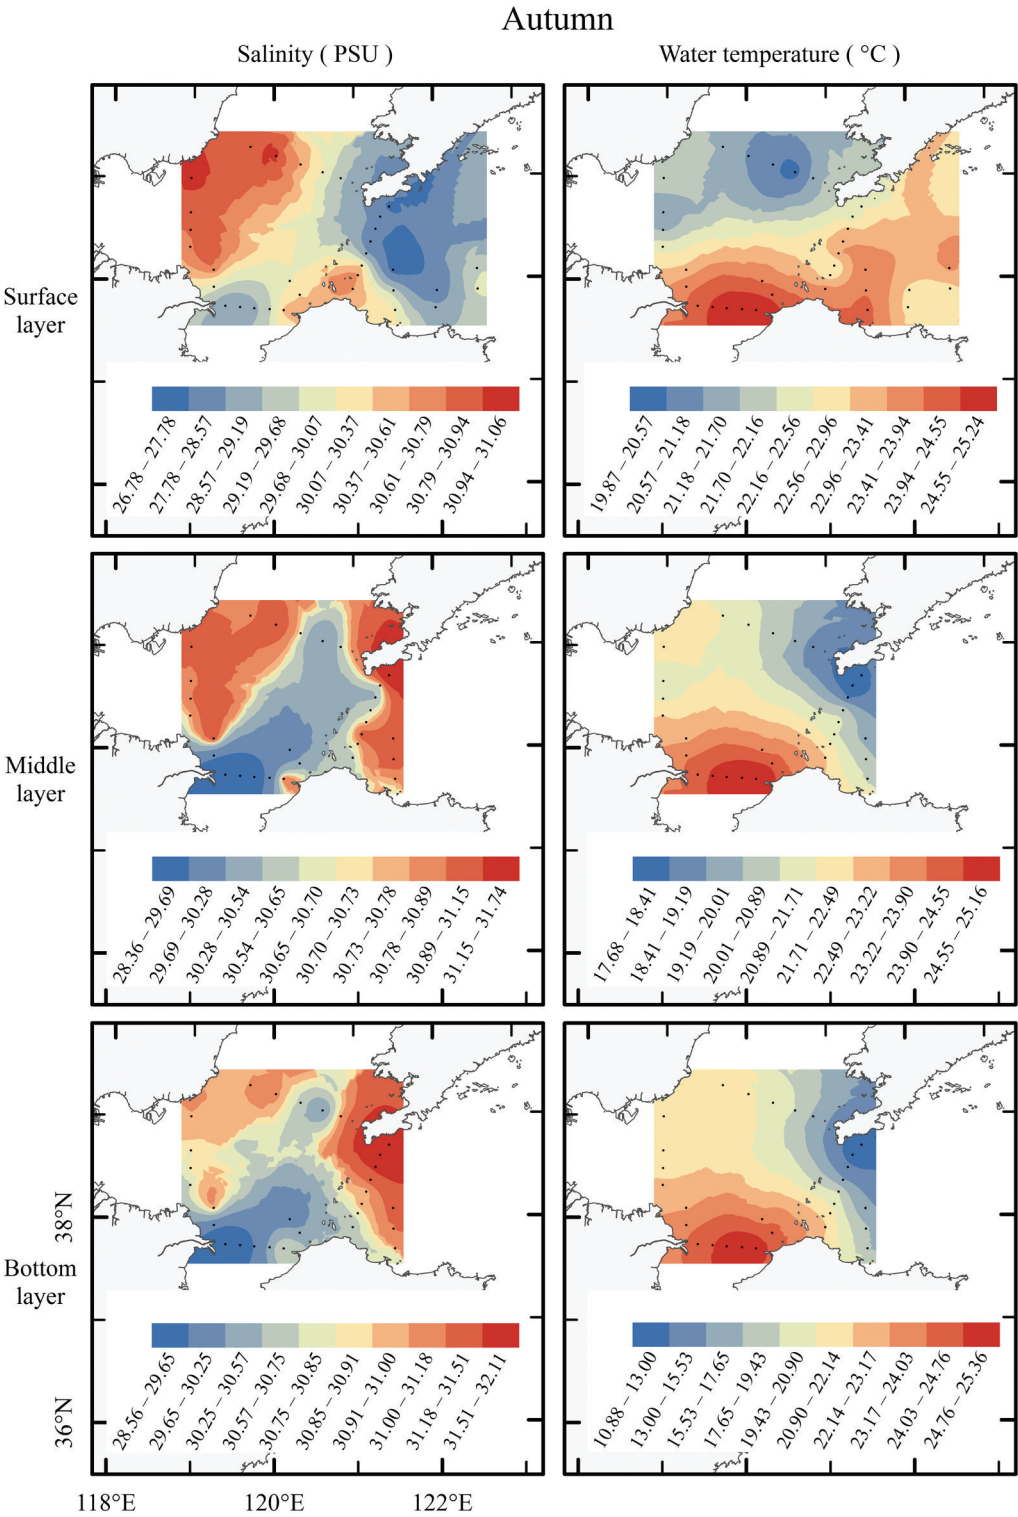 Autumn
Salinity ( PSU )
Water temperature ( °C )
Surface
layer
26.78 – 27.78
27.78 – 28.57
28.57 – 29.19
29.19 – 29.68
29.68 – 30.07
30.07 – 30.37
30.37 – 30.61
30.61 – 30.79
30.79 – 30.94
30.94 – 31.06
19.87 – 20.57
20.57 – 21.18
21.18 – 21.70
21.70 – 22.16
22.16 – 22.56
22.56 – 22.96
22.96 – 23.41
23.41 – 23.94
23.94 – 24.55
24.55 – 25.24
Middle
layer
28.36 – 29.69
29.69 – 30.28
30.28 – 30.54
30.54 – 30.65
30.65 – 30.70
30.70 – 30.73
30.73 – 30.78
30.78 – 30.89
30.89 – 31.15
31.15 – 31.74
17.68 – 18.41
18.41 – 19.19
19.19 – 20.01
20.01 – 20.89
20.89 – 21.71
21.71 – 22.49
22.49 – 23.22
23.22 – 23.90
23.90 – 24.55
24.55 – 25.16
Bottom
layer
38°N
36°N
28.56 – 29.65
29.65 – 30.25
30.25 – 30.57
30.57 – 30.75
30.75 – 30.85
30.85 – 30.91
30.91 – 31.00
31.00 – 31.18
31.18 – 31.51
31.51 – 32.11
10.88 – 13.00
13.00 – 15.53
15.53 – 17.65
17.65 – 19.43
19.43 – 20.90
20.90 – 22.14
22.14 – 23.17
23.17 – 24.03
24.03 – 24.76
24.76 – 25.36
118°E
120°E
122°E